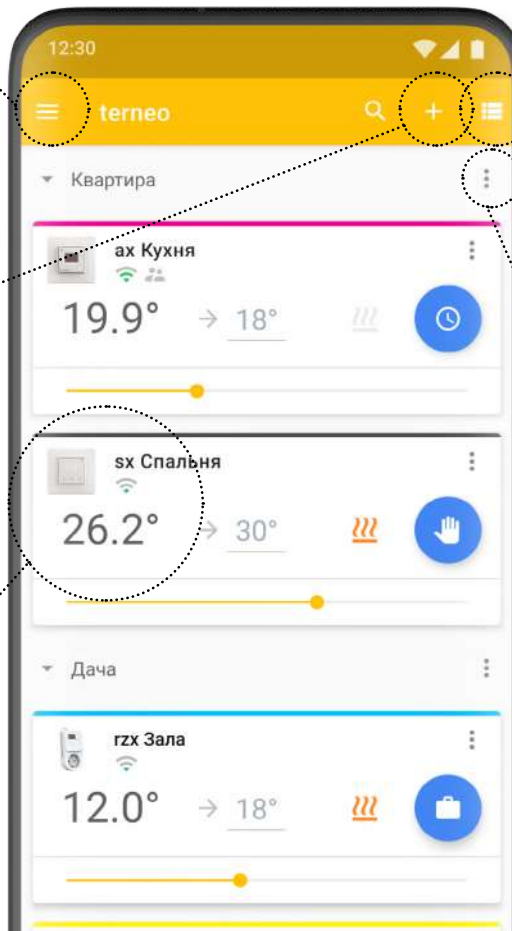 12:30
terneo
Квартира
ax Кухня
19.9° → 18°
sx Спальня
26.2° → 30°
Дача
rzx Зала
12.0° → 18°